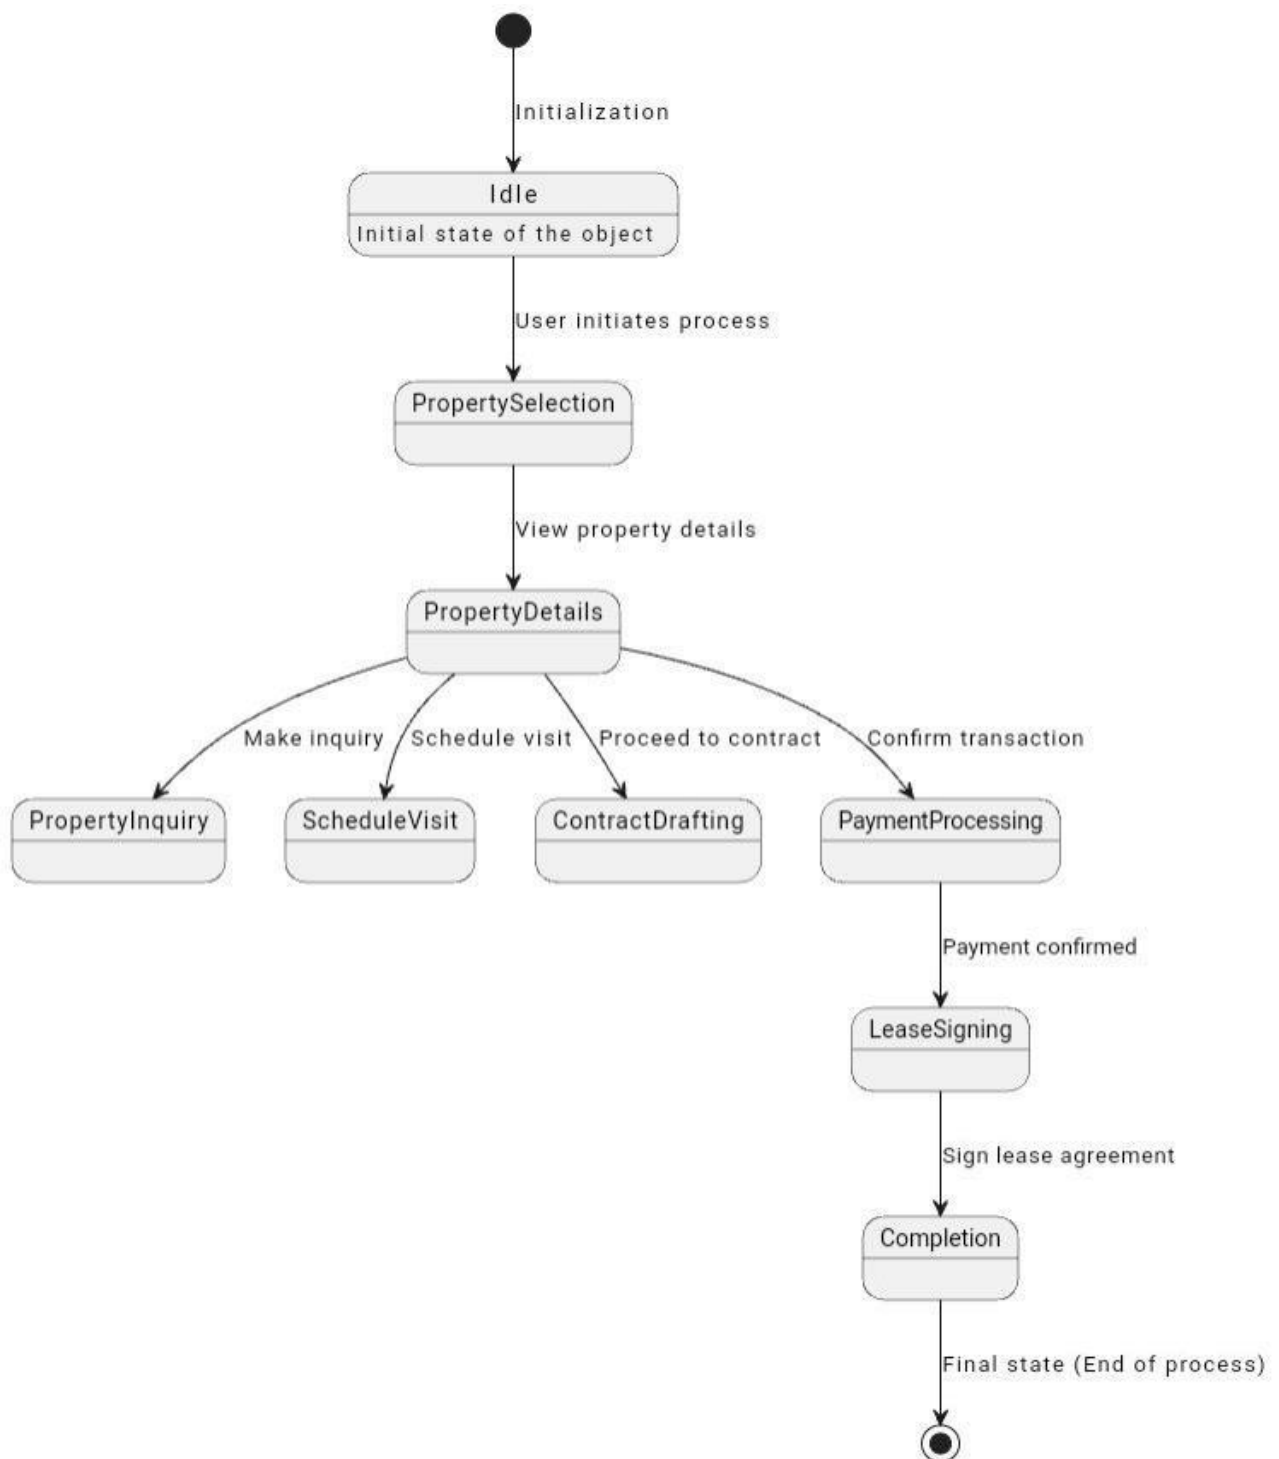 Initialization
Idle
Initial state of the object
User initiates process
PropertySelection
View property details
PropertyDetails
Make inquiry
Schedule visit
Proceed to contract
Confirm transaction
PropertyInquiry
ScheduleVisit
ContractDrafting
PaymentProcessing
Payment confirmed
LeaseSigning
Sign lease agreement
Completion
Final state (End of process)